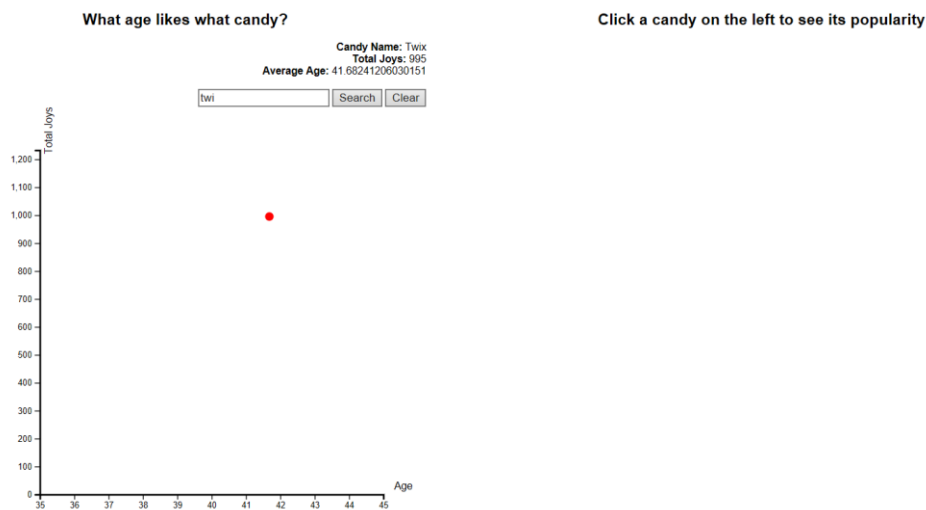 What age likes what candy?
Click a candy on the left to see its popularity
Candy Name: Twix
Total Joys: 995
Average Age: 41.68241206030151
twi
Search
Clear
Total Joys
1,200
1,100
1,000
900
800
700
600
500
400
300
200
100
0
Age
35 36 37 38 39 40 41 42 43 44 45